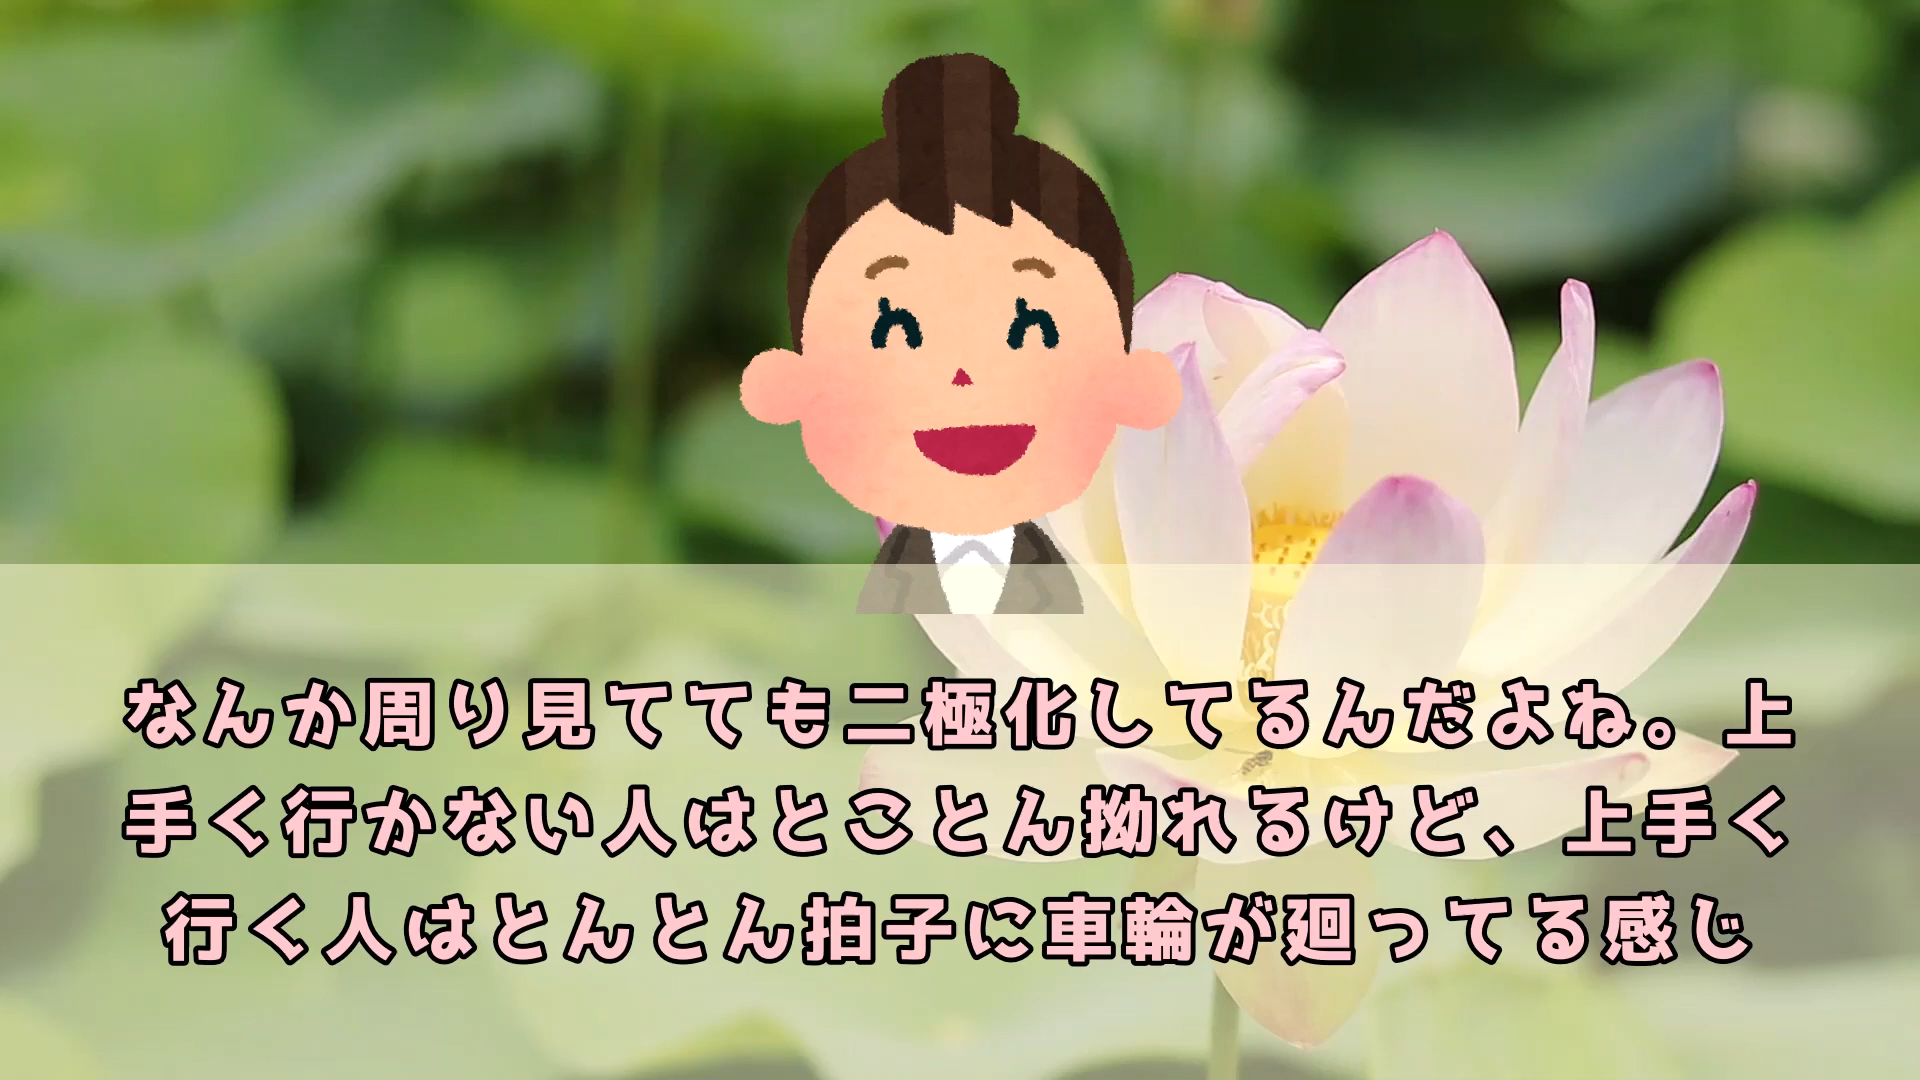 なんか周り見てても二極化してるんだよね。上
手く行かない人はとことん拗れるけど、上手く
行く人はとんとん拍子に車輪が廻ってる感じ